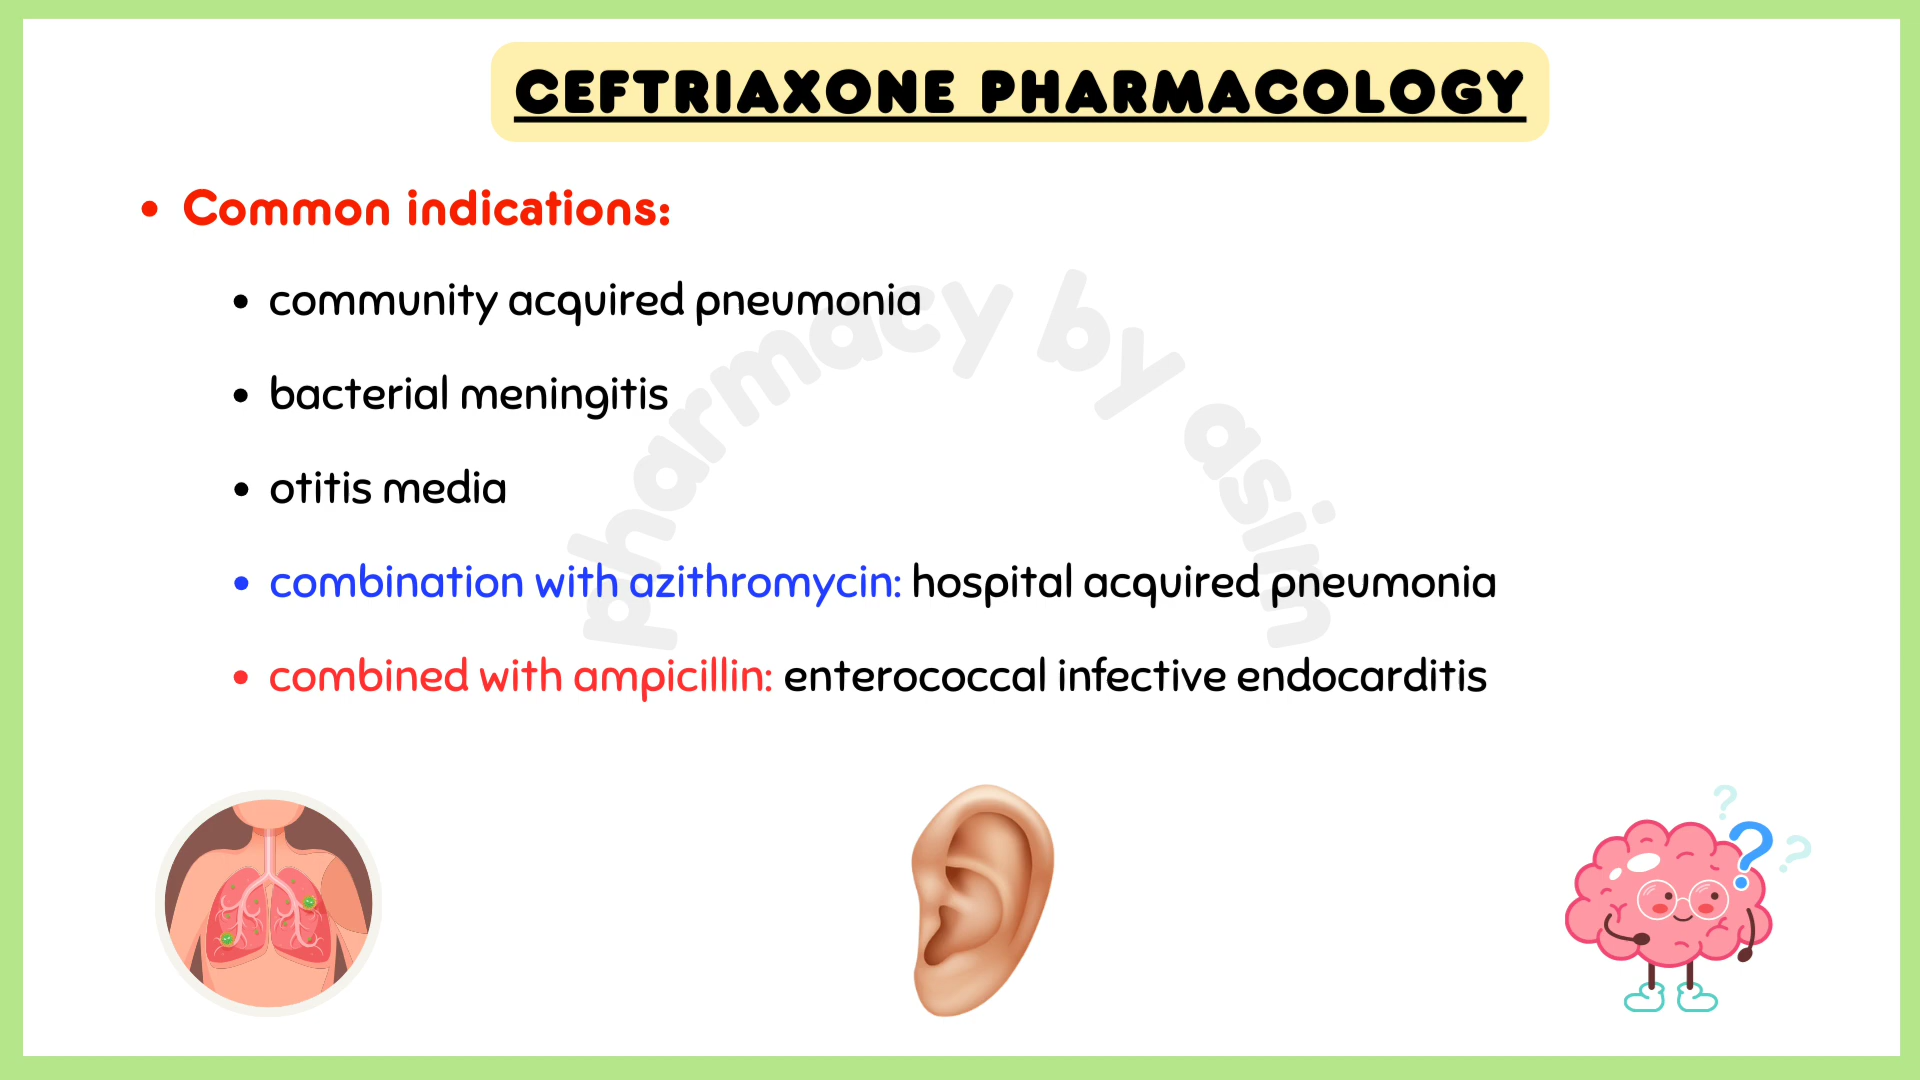 CEFTRIAXONE PHARMACOLOGY
• Common indications:
• community acquired pneumonia
• bacterial meningitis
• otitis media
• combination with azithromycin: hospital acquired pneumonia
• combined with ampicillin: enterococcal infective endocarditis
pharmacy by asjin
? ? ?